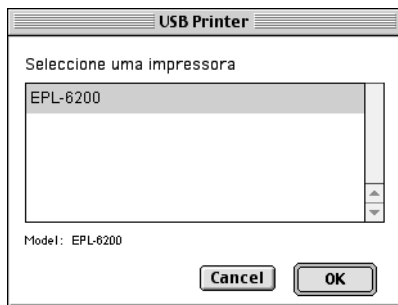 USB Printer
Seleccione uma impressora
EPL-6200
Model: EPL-6200
Cancel OK